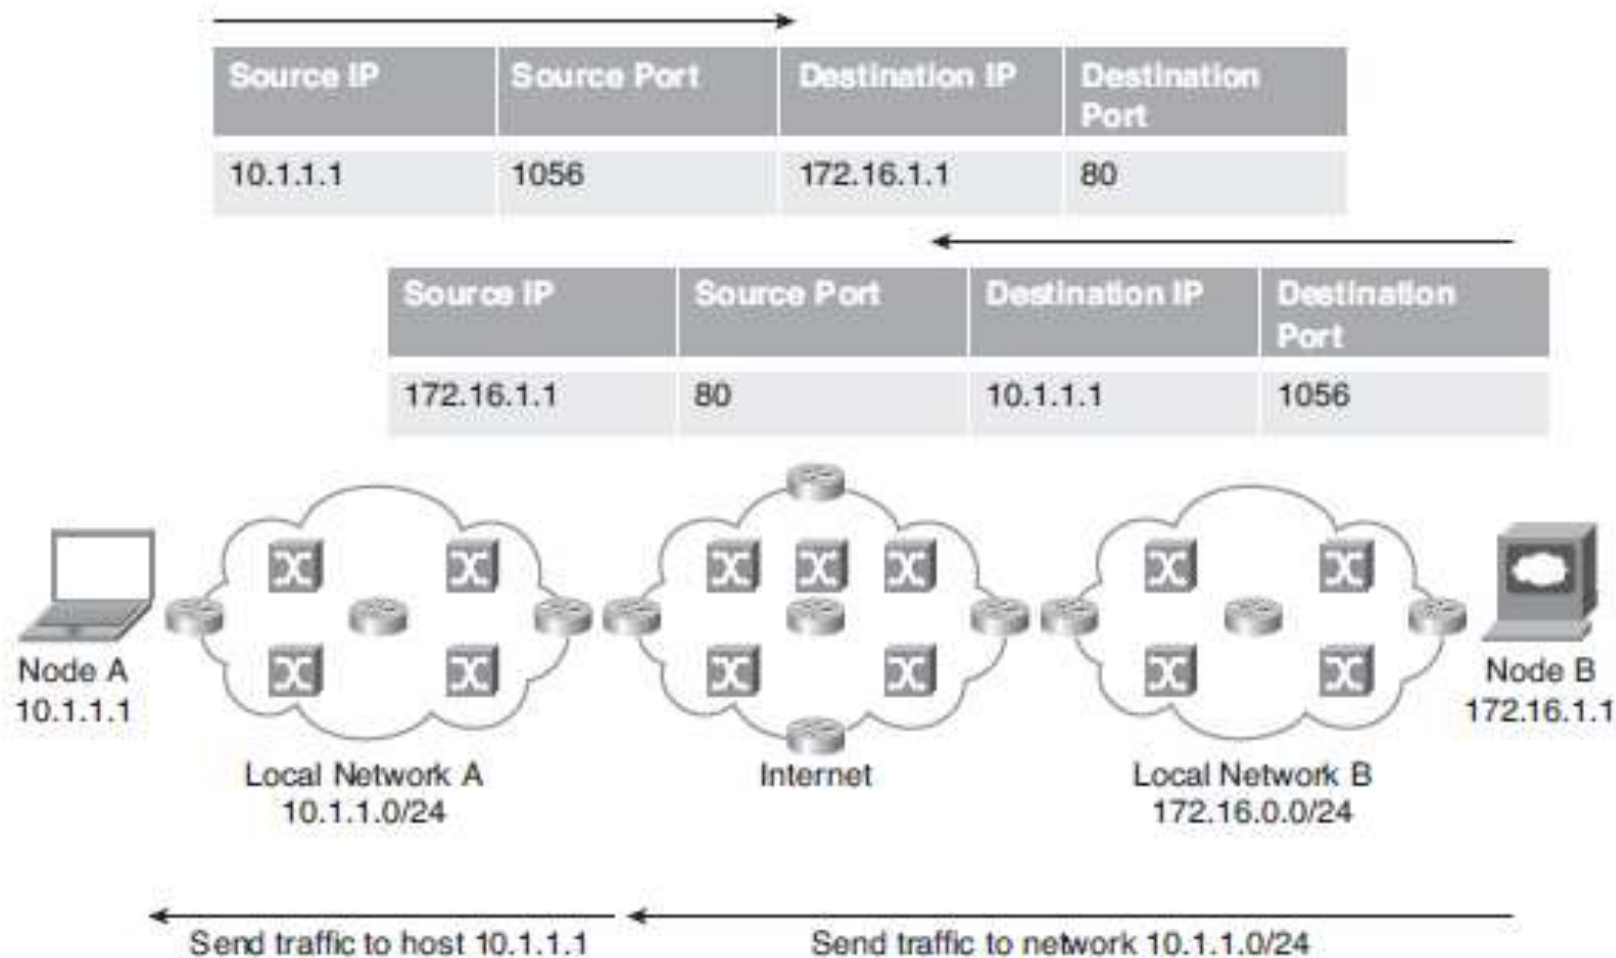 Source IP
Source Port
Destination IP
Destination
Port
10.1.1.1
1056
172.16.1.1
80
Source IP
Source Port
Destination IP
Destination
Port
172.16.1.1
80
10.1.1.1
1056
Node A
10.1.1.1
Local Network A
10.1.1.0/24
Internet
Local Network B
172.16.0.0/24
Node B
172.16.1.1
Send traffic to host 10.1.1.1
Send traffic to network 10.1.1.0/24